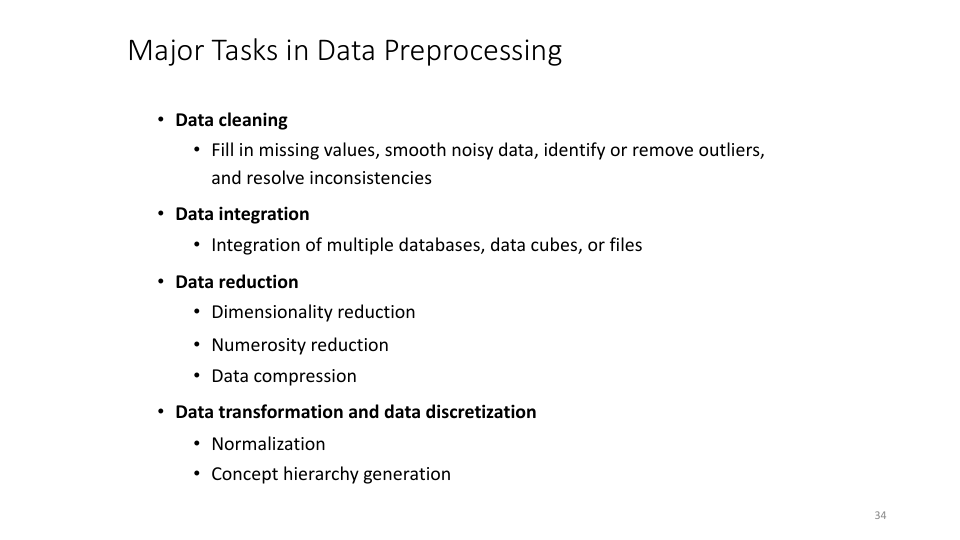 Major Tasks in Data Preprocessing
• Data cleaning
• Fill in missing values, smooth noisy data, identify or remove outliers,
and resolve inconsistencies
• Data integration
• Integration of multiple databases, data cubes, or files
• Data reduction
• Dimensionality reduction
• Numerosity reduction
• Data compression
• Data transformation and data discretization
• Normalization
• Concept hierarchy generation
34